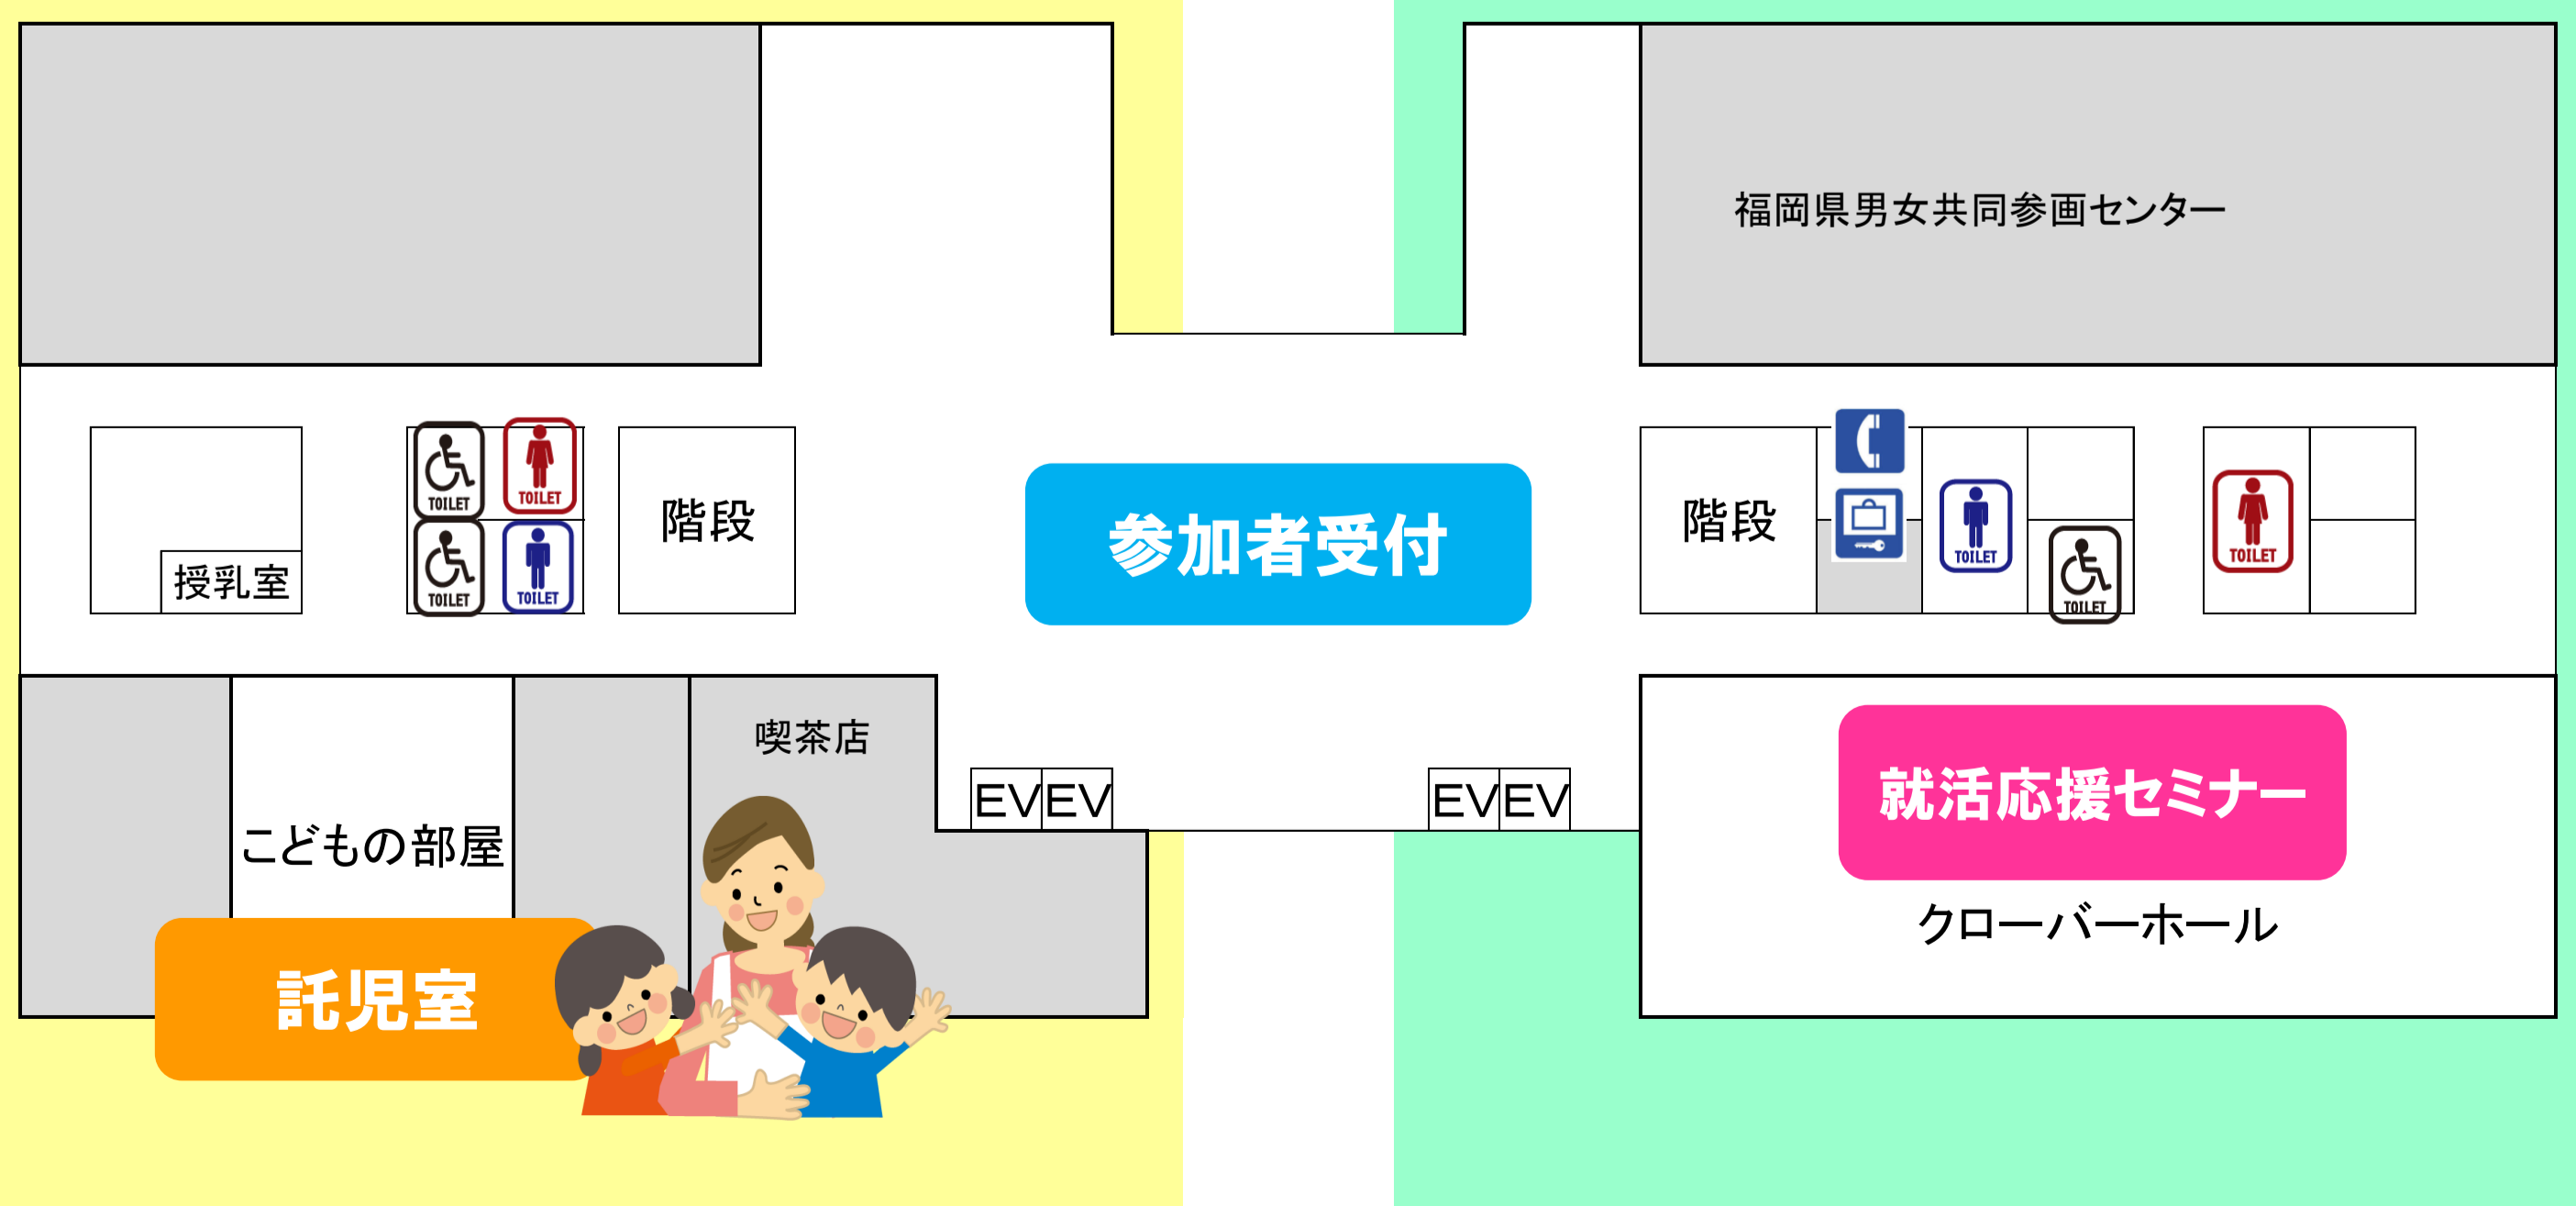 福岡県男女共同参画センター
TOILET
TOILET
階段
参加者受付
階段
TOILET
TOILET
授乳室
TOILET
TOILET
TOILET
喫茶店
EV
EV
EV
EV
就活応援セミナー
こどもの部屋
クローバーホール
託児室